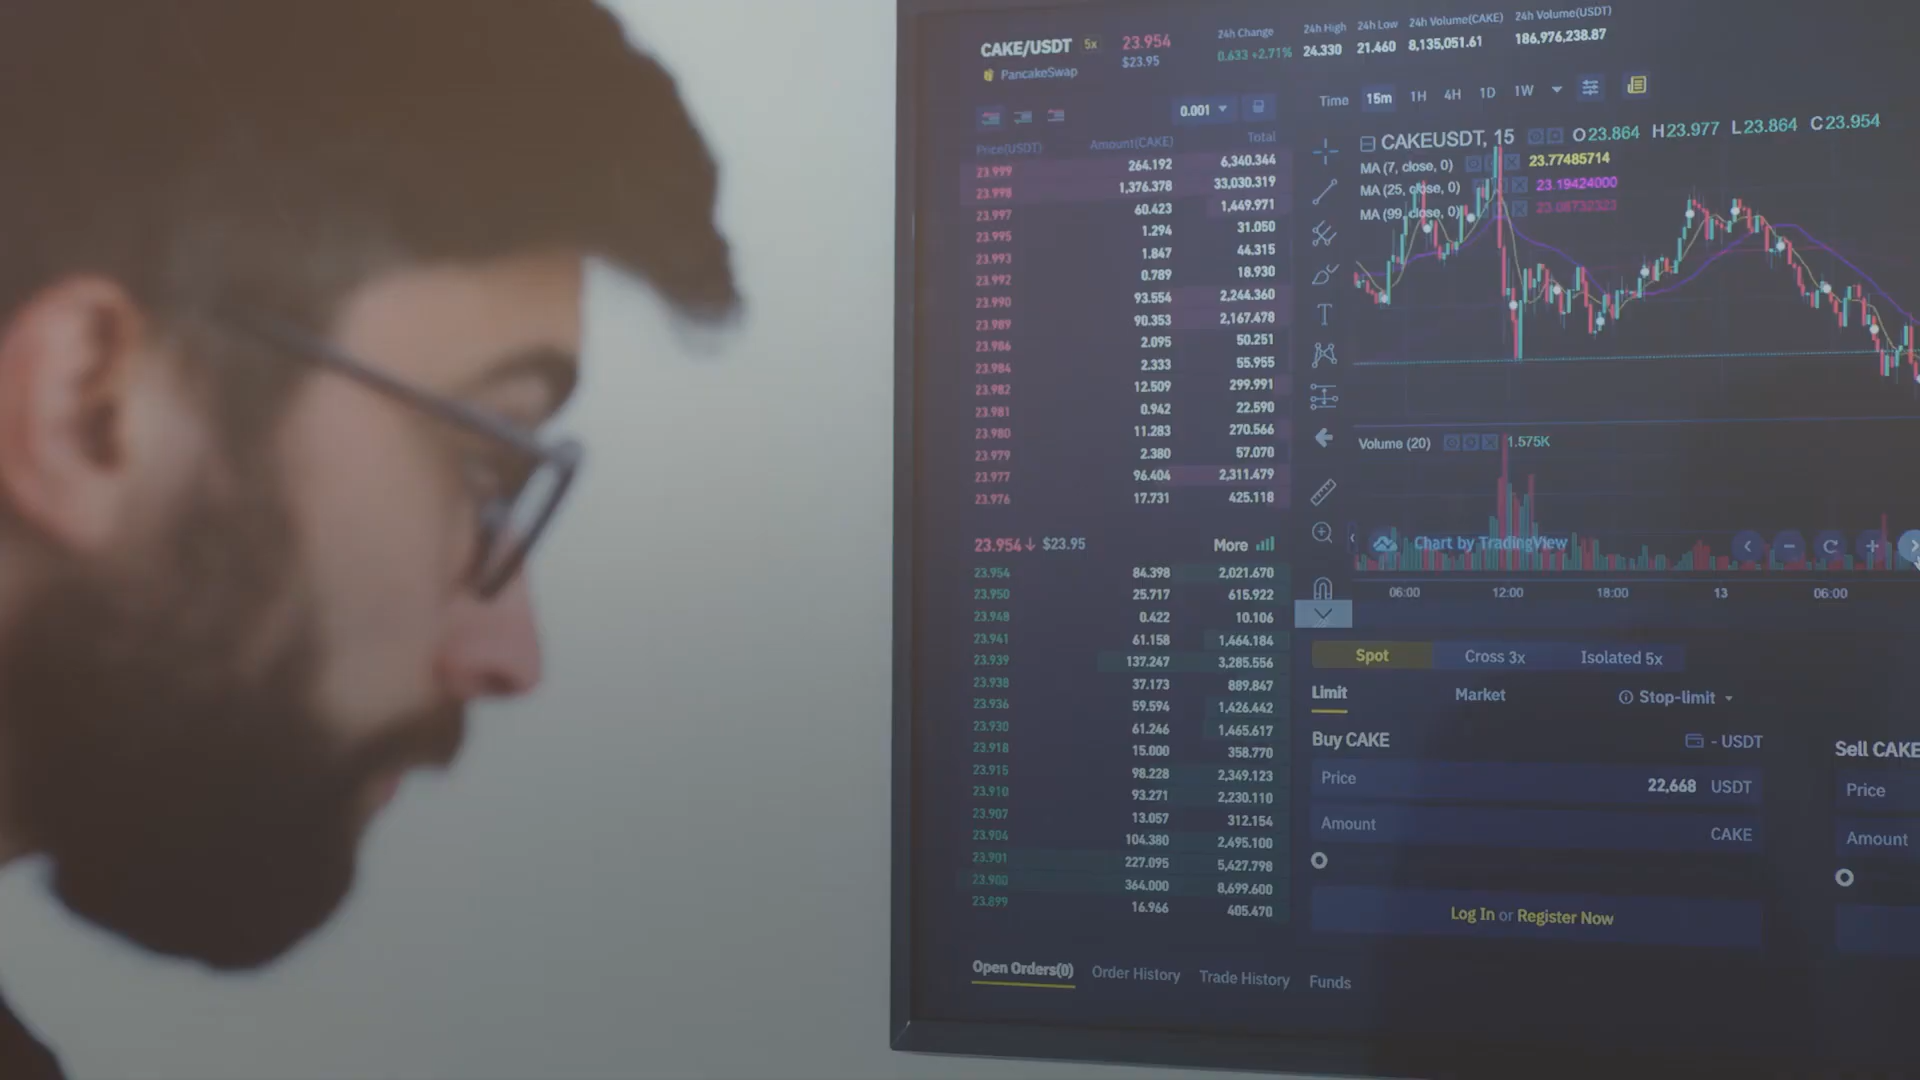 CAKE/USDT 5x 23.954 24h Change 24h High 24h Low 24h Volume(CAKE) 24h Volume(USDT)
PancakeSwap $23.95 0.633 +2.71% 24.330 21.460 8,135,051.61 186,976,238.87
0.001
Price(USDT) Amount(CAKE) Total
23.999 264.192 6,340.344
23.998 1,376.378 33,030.319
23.997 60.423 1,449.971
23.995 1.294 31.050
23.993 1.847 44.315
23.992 0.789 18.930
23.990 93.554 2,244.360
23.989 90.353 2,167.478
23.986 2.095 50.251
23.984 2.333 55.955
23.982 12.509 299.991
23.981 0.942 22.590
23.980 11.283 270.566
23.979 2.380 57.070
23.977 96.404 2,311.479
23.976 17.731 425.118
23.954↓ $23.95 More
23.954 84.398 2,021.670
23.950 25.717 615.922
23.948 0.422 10.106
23.941 61.158 1,464.184
23.939 137.247 3,285.556
23.938 37.173 889.847
23.936 59.594 1,426.442
23.930 61.246 1,465.617
23.918 15.000 358.770
23.915 98.228 2,349.123
23.910 93.271 2,230.110
23.907 13.057 312.154
23.904 104.380 2,495.100
23.901 227.095 5,427.798
23.900 364.000 8,699.600
23.899 16.966 405.470
Open Orders(0) Order History Trade History Funds
Time 15m 1H 4H 1D 1W
CAKEUSDT, 15 O23.864 H23.977 L23.864 C23.954
MA (7, close, 0) 23.77485714
MA (25, close, 0) 23.19424000
MA (99, close, 0)
Volume (20) 1.575K
Chart by TradingView
06:00 12:00 18:00 13 06:00
Spot Cross 3x Isolated 5x
Limit Market Stop-limit
Buy CAKE - USDT
Price 22,668 USDT
Amount CAKE
Log In or Register Now
Sell CAKE
Price
Amount